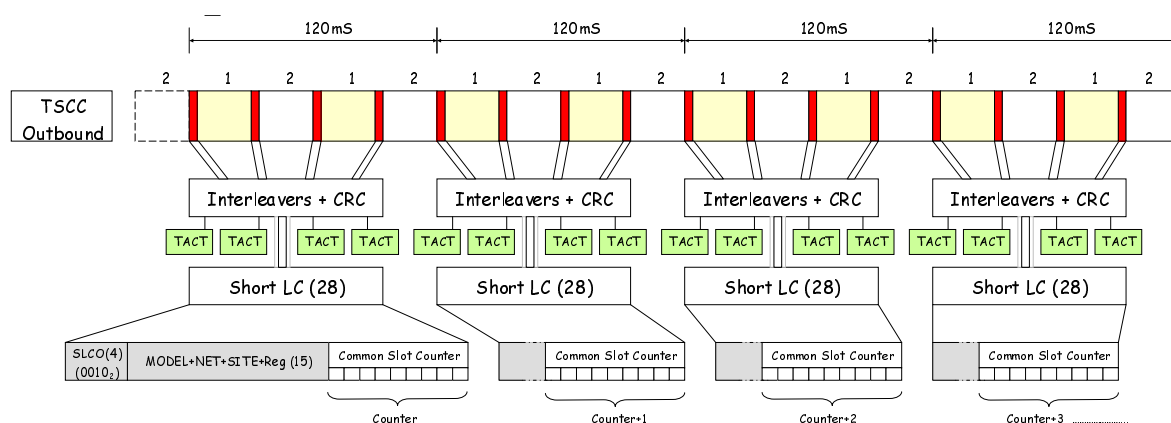 120mS 120mS 120mS 120mS
2 1 2 1 2 1 2 1 2 1 2 1 2 1 2 1 2
TSCC
Outbound
Interleavers + CRC Interleavers + CRC Interleavers + CRC Interleavers + CRC
TACT TACT TACT TACT TACT TACT TACT TACT TACT TACT TACT TACT TACT TACT TACT TACT
Short LC (28) Short LC (28) Short LC (28) Short LC (28)
SLCO(4)
(0010₂)
MODEL+NET+SITE+Reg (15)
Common Slot Counter Common Slot Counter Common Slot Counter Common Slot Counter
Counter Counter+1 Counter+2 Counter+3 ....................